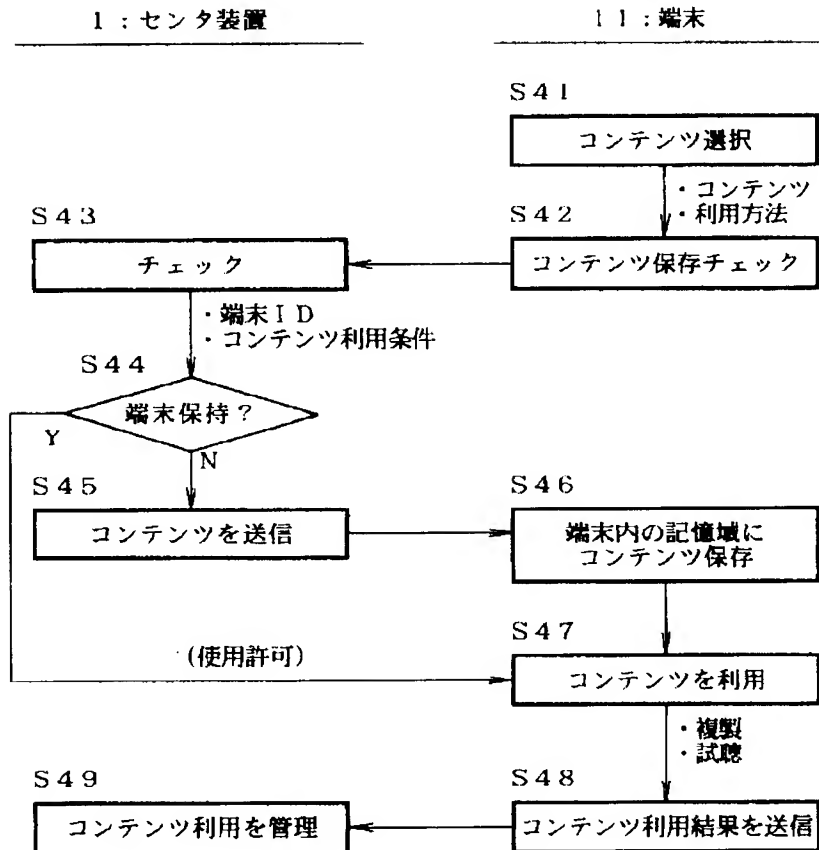 1：センタ装置
11：端末
S41
コンテンツ選択
・コンテンツ
・利用方法
S42
コンテンツ保存チェック
S43
チェック
・端末ID
・コンテンツ利用条件
S44
端末保持？
Y
N
S45
コンテンツを送信
S46
端末内の記憶域に
コンテンツ保存
S47
(使用許可)
コンテンツを利用
・複製
・試聴
S48
コンテンツ利用結果を送信
S49
コンテンツ利用を管理